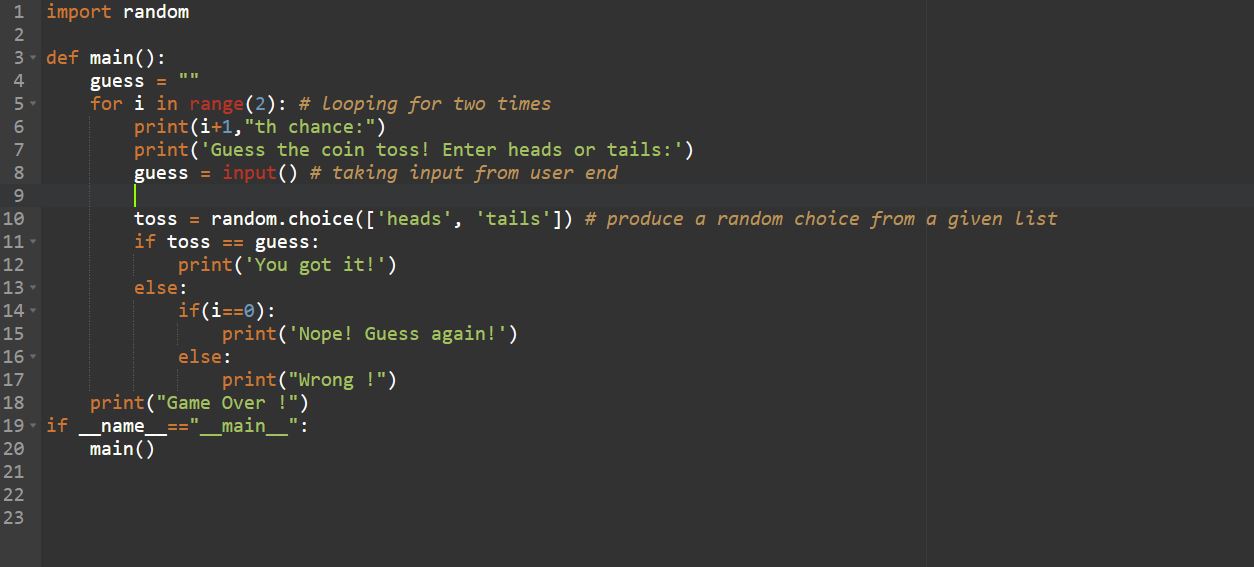 1 import random
2
3 def main():
4     guess = ""
5     for i in range(2): # looping for two times
6         print(i+1,"th chance:")
7         print('Guess the coin toss! Enter heads or tails:')
8         guess = input() # taking input from user end
9
10         toss = random.choice(['heads', 'tails']) # produce a random choice from a given list
11         if toss == guess:
12             print('You got it!')
13         else:
14             if(i==0):
15                 print('Nope! Guess again!')
16             else:
17                 print("Wrong !")
18     print("Game Over !")
19 if __name__=="__main__":
20     main()
21
22
23